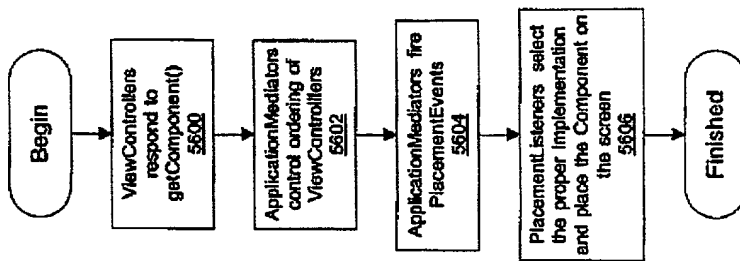 Begin
ViewControllers
respond to
getComponent()
5600
ApplicationMediators
control ordering of
ViewControllers
5602
ApplicationMediators fire
PlacementEvents
5604
PlacementListeners select
the proper implementation
and place the Component on
the screen
5606
Finished